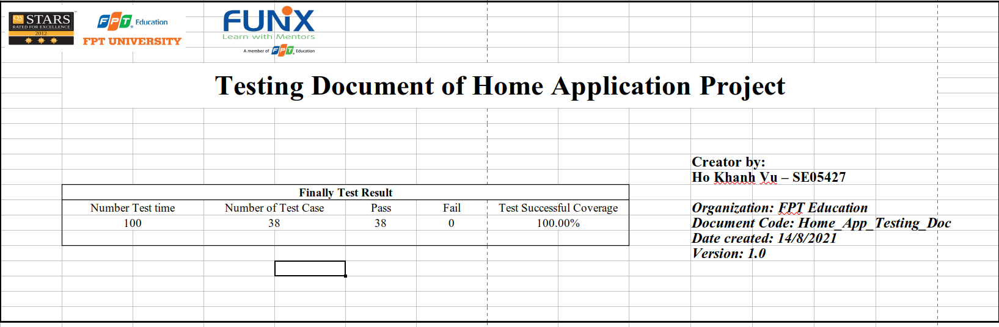 QS STARS
RATED FOR EXCELLENCE
2012
FPT Education
FPT UNIVERSITY
FUNiX
Learn with Mentors
A member of FPT Education
Testing Document of Home Application Project
Creator by:
Ho Khanh Vu – SE05427
Finally Test Result
Number Test time Number of Test Case Pass Fail Test Successful Coverage
100 38 38 0 100.00%
Organization: FPT Education
Document Code: Home_App_Testing_Doc
Date created: 14/8/2021
Version: 1.0